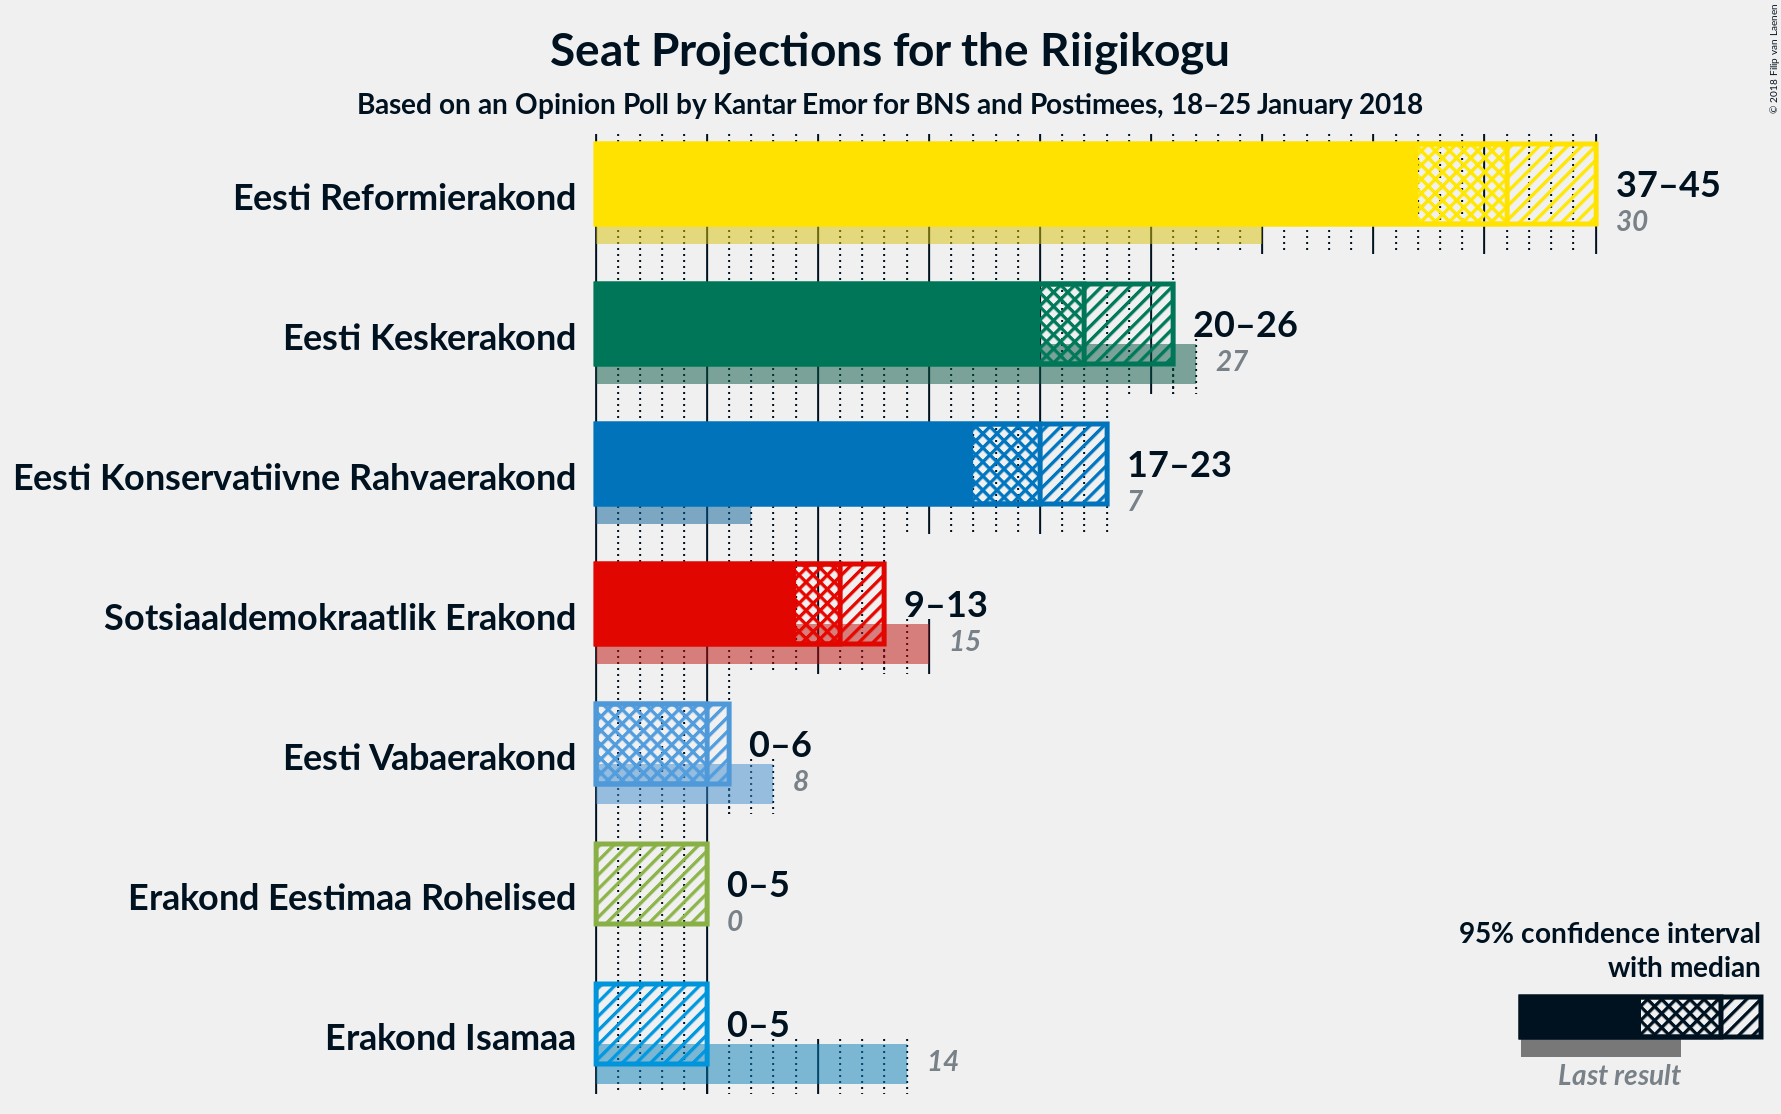 Seat Projections for the Riigikogu
Based on an Opinion Poll by Kantar Emor for BNS and Postimees, 18–25 January 2018
© 2018 Filip van Laenen
Eesti Reformierakond
37–45
30
Eesti Keskerakond
20–26
27
Eesti Konservatiivne Rahvaerakond
17–23
7
Sotsiaaldemokraatlik Erakond
9–13
15
Eesti Vabaerakond
0–6
8
Erakond Eestimaa Rohelised
0–5
0
Erakond Isamaa
0–5
14
95% confidence interval
with median
Last result